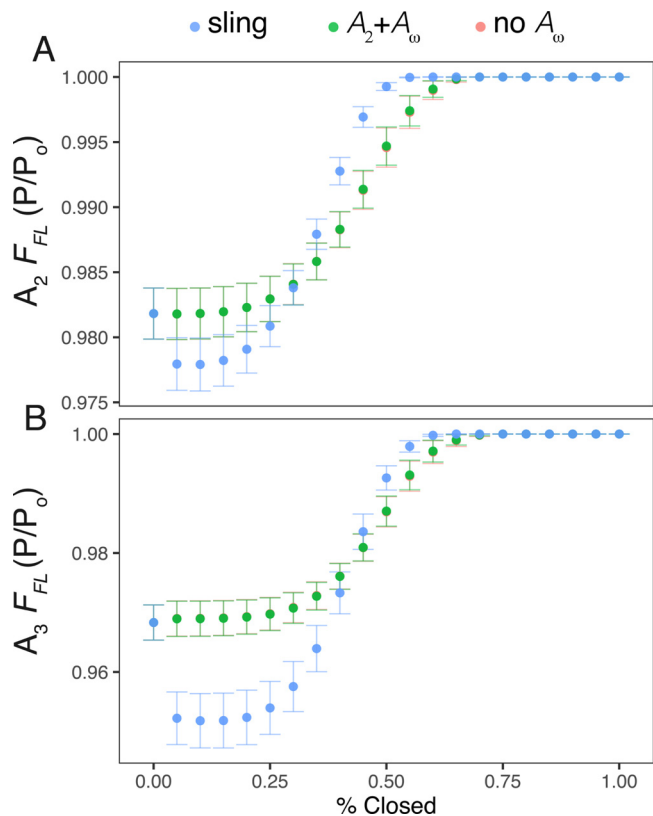 sling A₂+Aω no Aω
A
1.000
0.995
0.990
0.985
0.980
0.975
A₂ F_FL (P/Pₒ)
B
1.00
0.98
0.96
A₃ F_FL (P/Pₒ)
0.00 0.25 0.50 0.75 1.00
% Closed